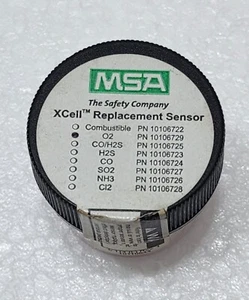 MSA
The Safety Company
XCell™ Replacement Sensor
Combustible PN 10106722
O2 PN 10106729
CO/H2S PN 10106725
H2S PN 10106723
CO PN 10106724
SO2 PN 10106727
NH3 PN 10106726
Cl2 PN 10106728